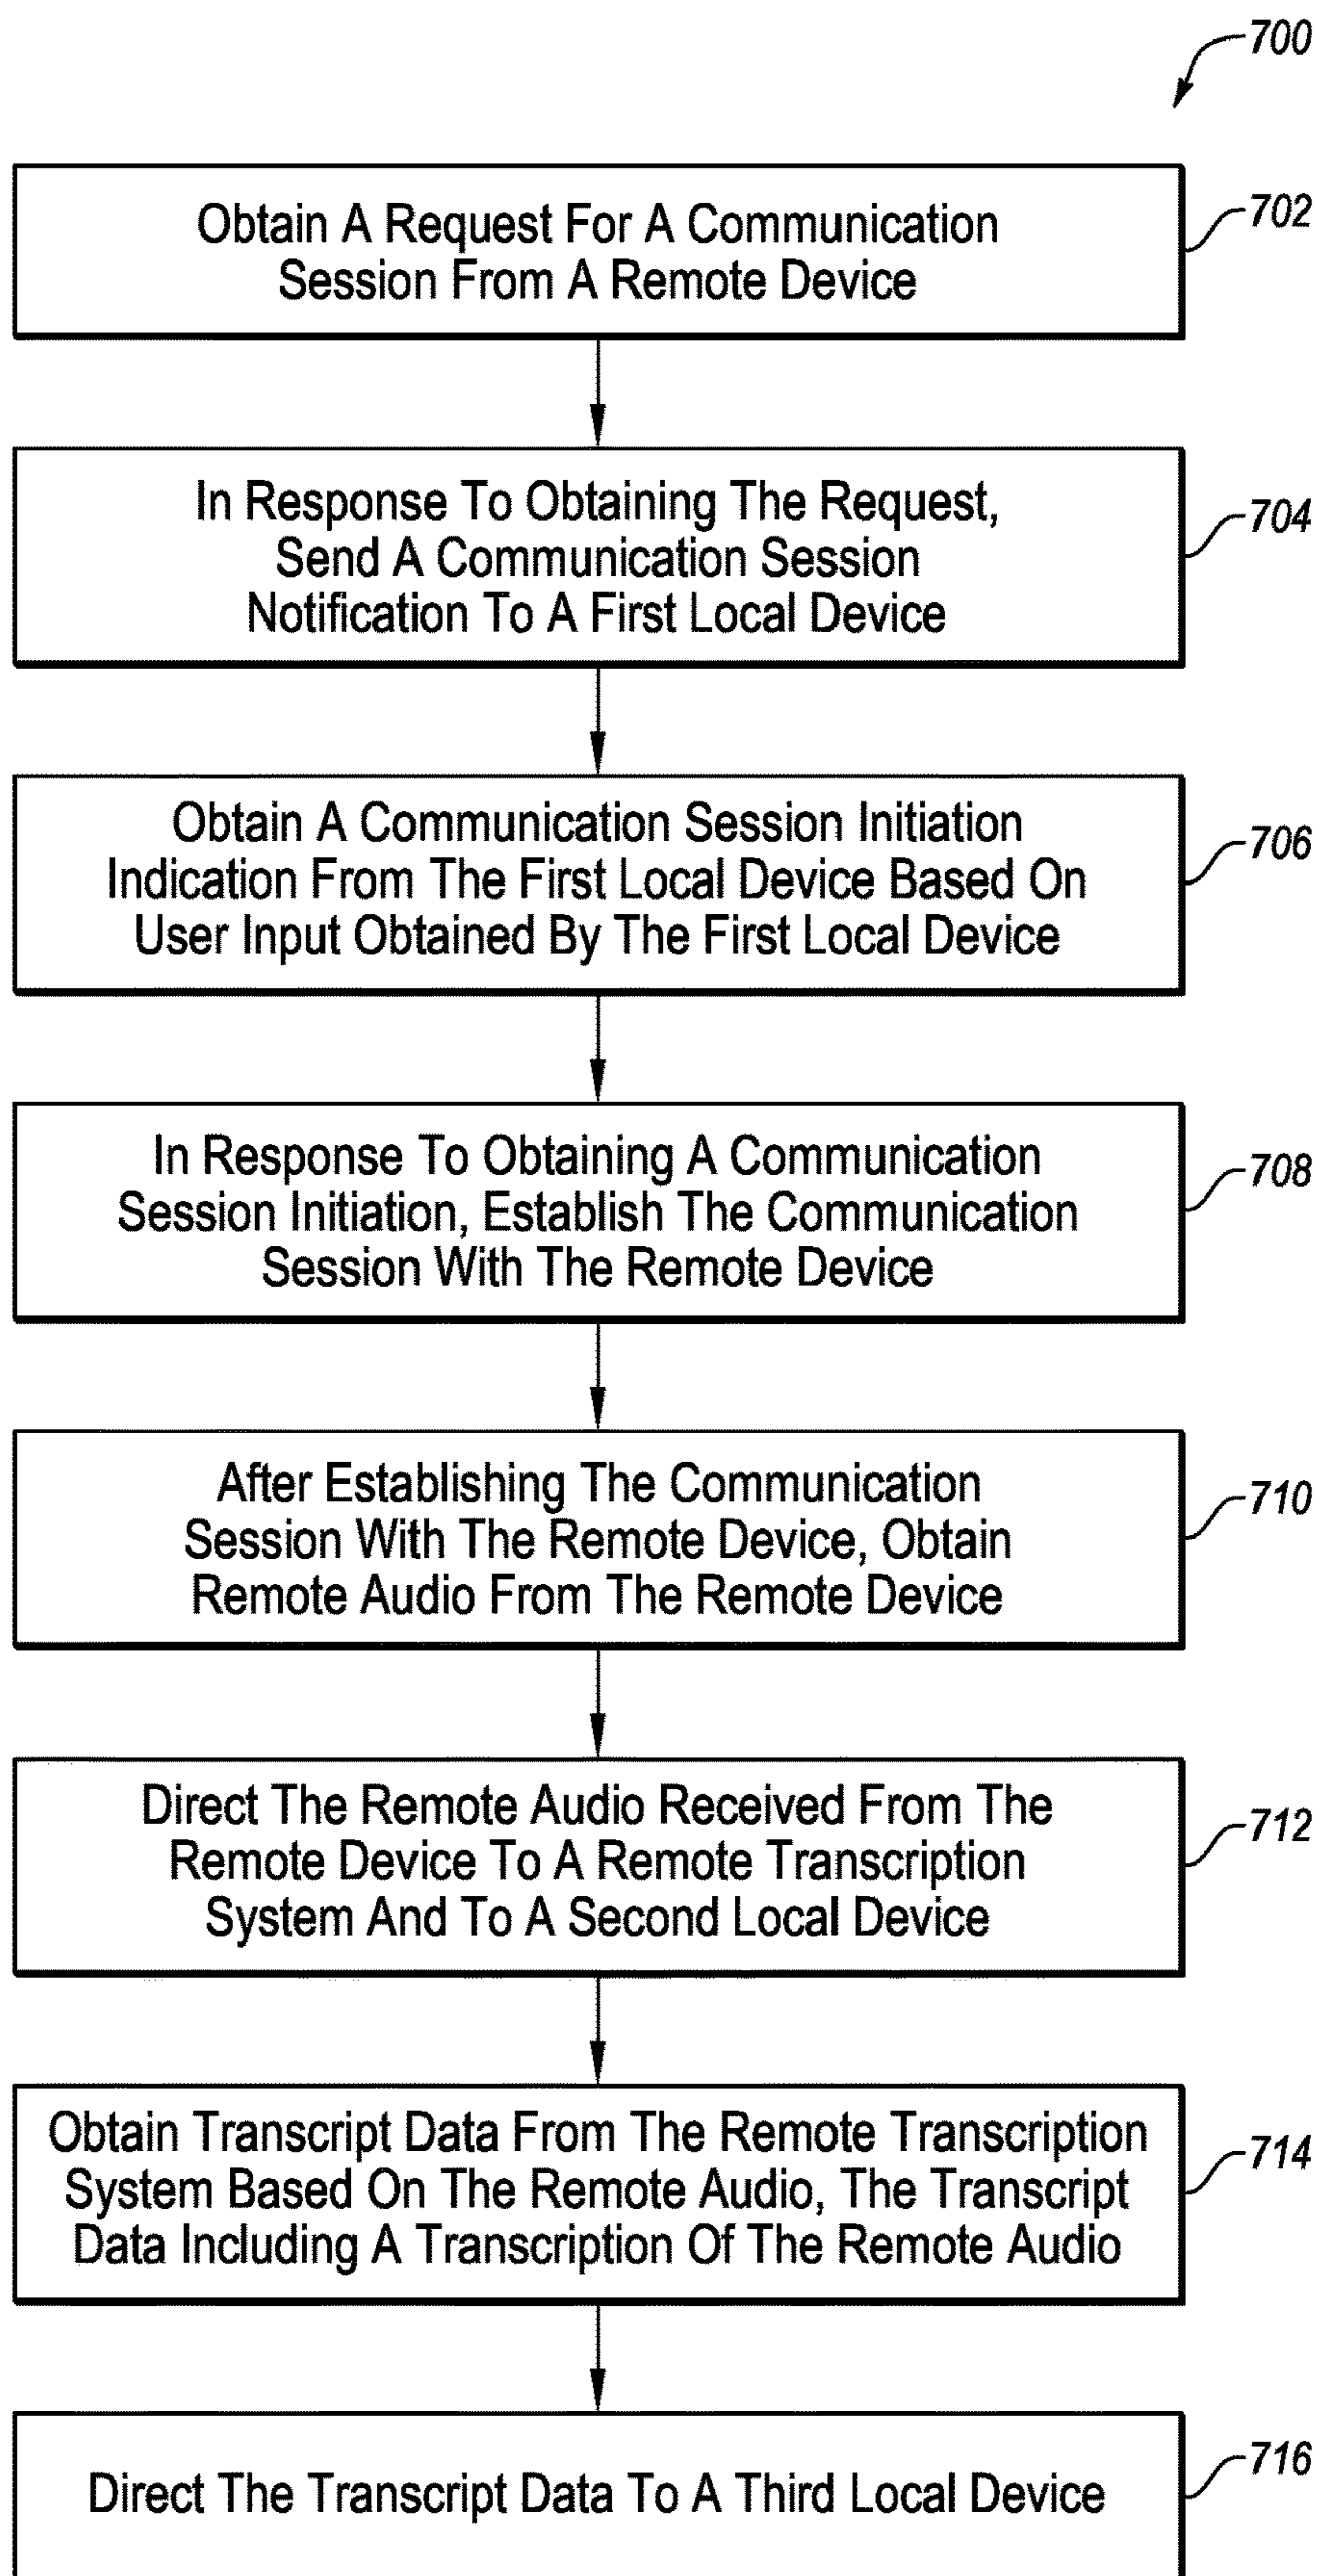 700
Obtain A Request For A Communication
Session From A Remote Device
702
In Response To Obtaining The Request,
Send A Communication Session
Notification To A First Local Device
704
Obtain A Communication Session Initiation
Indication From The First Local Device Based On
User Input Obtained By The First Local Device
706
In Response To Obtaining A Communication
Session Initiation, Establish The Communication
Session With The Remote Device
708
After Establishing The Communication
Session With The Remote Device, Obtain
Remote Audio From The Remote Device
710
Direct The Remote Audio Received From The
Remote Device To A Remote Transcription
System And To A Second Local Device
712
Obtain Transcript Data From The Remote Transcription
System Based On The Remote Audio, The Transcript
Data Including A Transcription Of The Remote Audio
714
Direct The Transcript Data To A Third Local Device
716